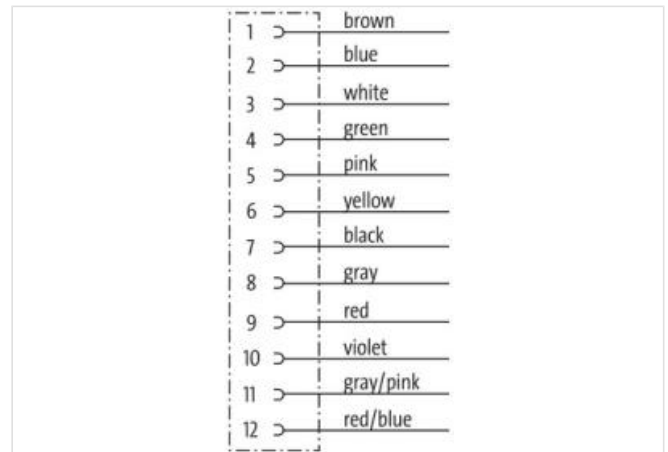 1 brown
2 blue
3 white
4 green
5 pink
6 yellow
7 black
8 gray
9 red
10 violet
11 gray/pink
12 red/blue